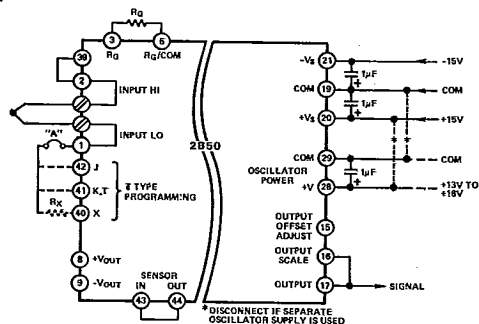 RG
3
5
RG
RG/COM
39
2
INPUT HI
INPUT LO
"A"
1
42
J
41
K,T
TYPE
PROGRAMMING
RX
40
X
8
+VOUT
9
-VOUT
SENSOR
IN
OUT
43
44
2B50
-VS
21
-15V
1µF
COM
19
COM
1µF
+VS
20
+15V
COM
29
COM
OSCILLATOR
POWER
1µF
+V
28
+13V TO
+18V
OUTPUT
OFFSET
ADJUST
15
OUTPUT
SCALE
16
OUTPUT
17
SIGNAL
*DISCONNECT IF SEPARATE
OSCILLATOR SUPPLY IS USED